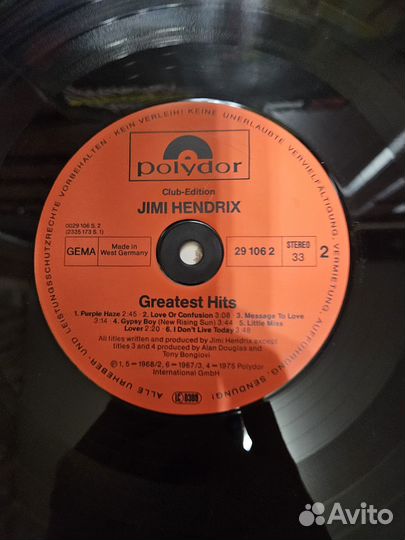 ALLE URHEBER- UND LEISTUNGSSCHUTZRECHTE VORBEHALTEN · KEIN VERLEIH! KEINE UNERLAUBTE VERVIELFÄLTIGUNG, VERMIETUNG, AUFFÜHRUNG, SENDUNG!
polydor
Club-Edition
JIMI HENDRIX
0029 106 S, 2
(2335 173 S, 1)
GEMA
Made in
West Germany
29 106 2
STEREO
33
2
Greatest Hits
1. Purple Haze 2:45 2. Love Or Confusion 3:08 3. Message To Love
3:14 4. Gypsy Boy (New Rising Sun) 3:44 5. Little Miss
Lover 2:20 6. I Don't Live Today 3:48
All titles written and produced by Jimi Hendrix except
titles 3 and 4 produced by Alan Douglas and
Tony Bongiovi
℗ 1, 5 = 1968/2, 6 = 1967/3, 4 = 1975 Polydor
International GmbH
LC 0309
Avito